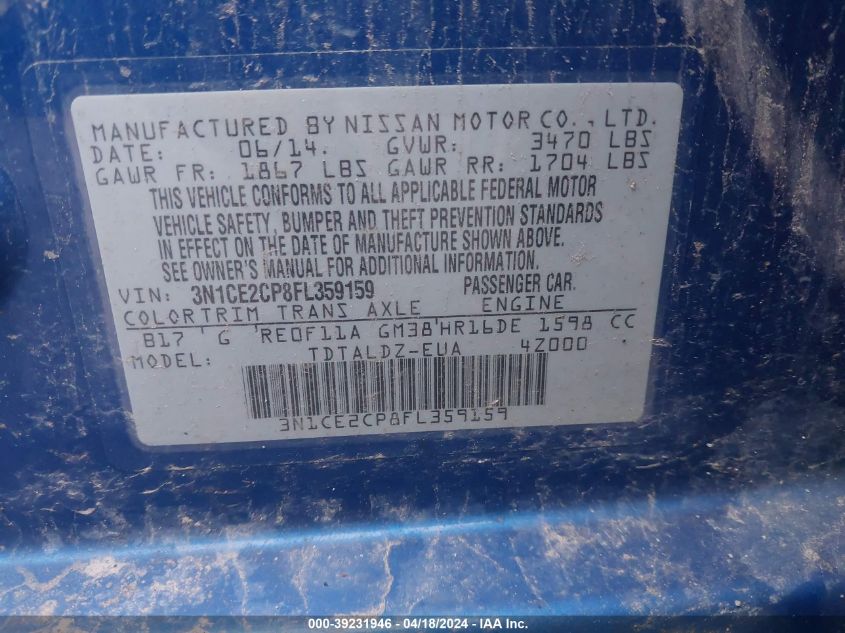 MANUFACTURED BY NISSAN MOTOR CO., LTD.
DATE: 06/14. GVWR: 3470 LBS
GAWR FR: 1867 LBS GAWR RR: 1704 LBS
THIS VEHICLE CONFORMS TO ALL APPLICABLE FEDERAL MOTOR
VEHICLE SAFETY, BUMPER AND THEFT PREVENTION STANDARDS
IN EFFECT ON THE DATE OF MANUFACTURE SHOWN ABOVE.
SEE OWNER'S MANUAL FOR ADDITIONAL INFORMATION.
VIN: 3N1CE2CP8FL359159 PASSENGER CAR.
COLOR TRIM TRANS AXLE ENGINE
B17 G RE0F11A GM38 HR16DE 1598 CC
MODEL: TDTALDZ-EUA 4Z000
3N1CE2CP8FL359159
000-39231946 - 04/18/2024 - IAA Inc.